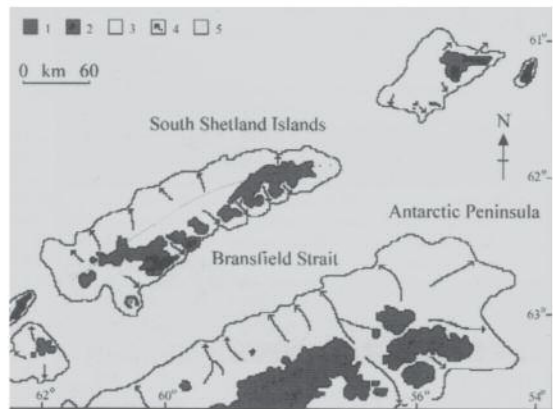 1 2 3 4 5
0 km 60
61°
South Shetland Islands
N
62°
Antarctic Peninsula
Bransfield Strait
63°
62 60 58° 56° 54°